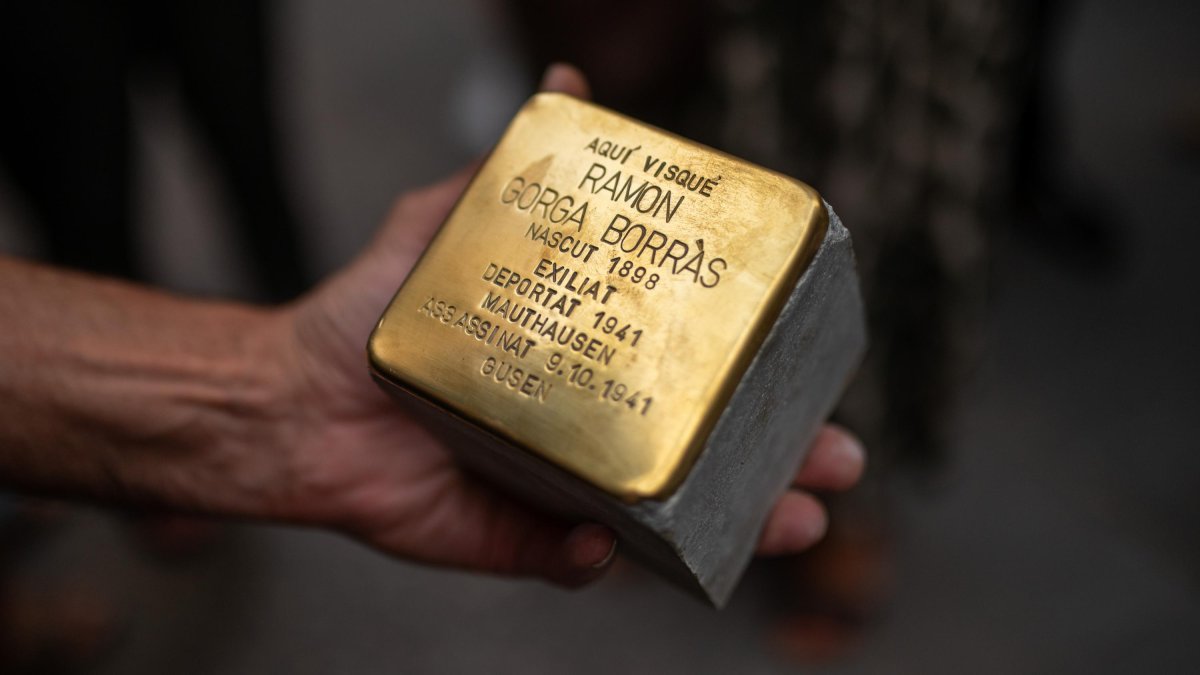 AQUÍ VISQUÉ
RAMON
GORGA BORRÀS
NASCUT 1898
EXILIAT
DEPORTAT 1941
MAUTHAUSEN
ASSASSINAT 9.10.1941
GUSEN